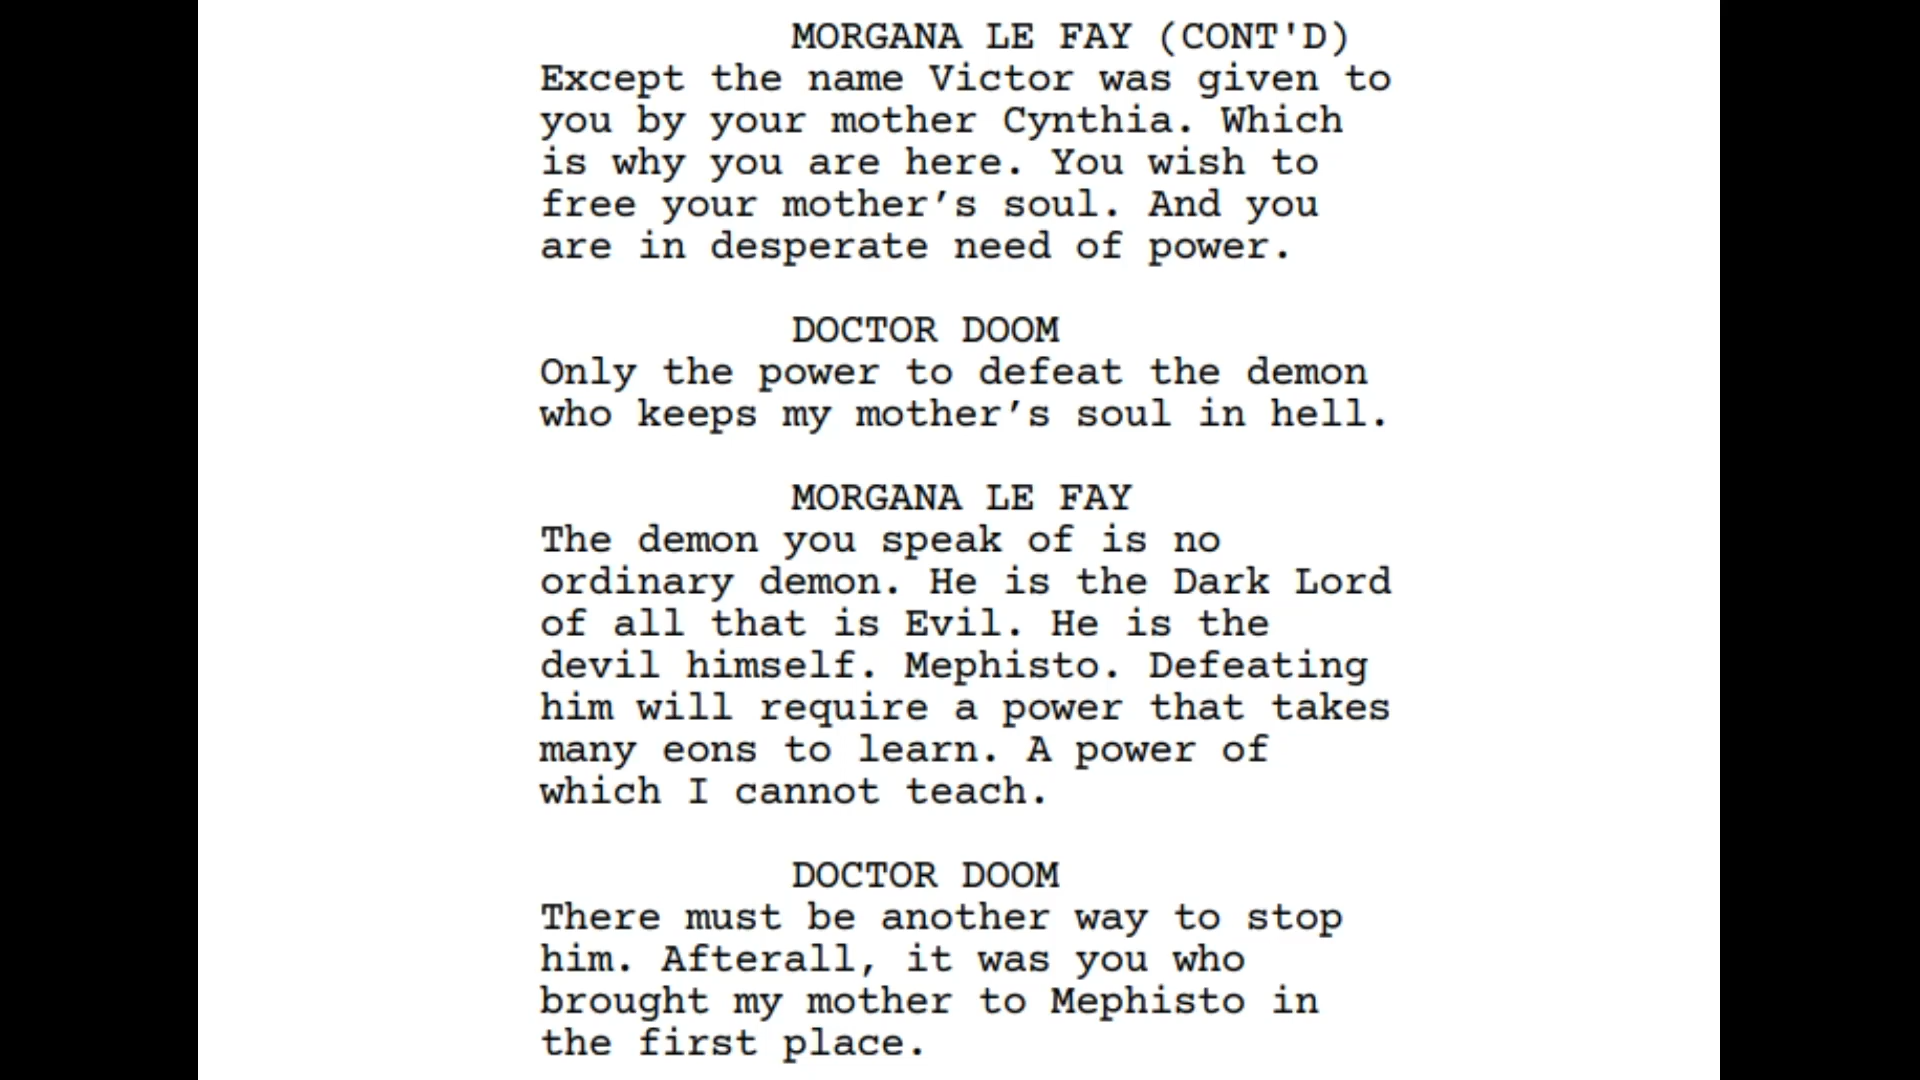 MORGANA LE FAY (CONT'D)
Except the name Victor was given to
you by your mother Cynthia. Which
is why you are here. You wish to
free your mother’s soul. And you
are in desperate need of power.
DOCTOR DOOM
Only the power to defeat the demon
who keeps my mother’s soul in hell.
MORGANA LE FAY
The demon you speak of is no
ordinary demon. He is the Dark Lord
of all that is Evil. He is the
devil himself. Mephisto. Defeating
him will require a power that takes
many eons to learn. A power of
which I cannot teach.
DOCTOR DOOM
There must be another way to stop
him. Afterall, it was you who
brought my mother to Mephisto in
the first place.